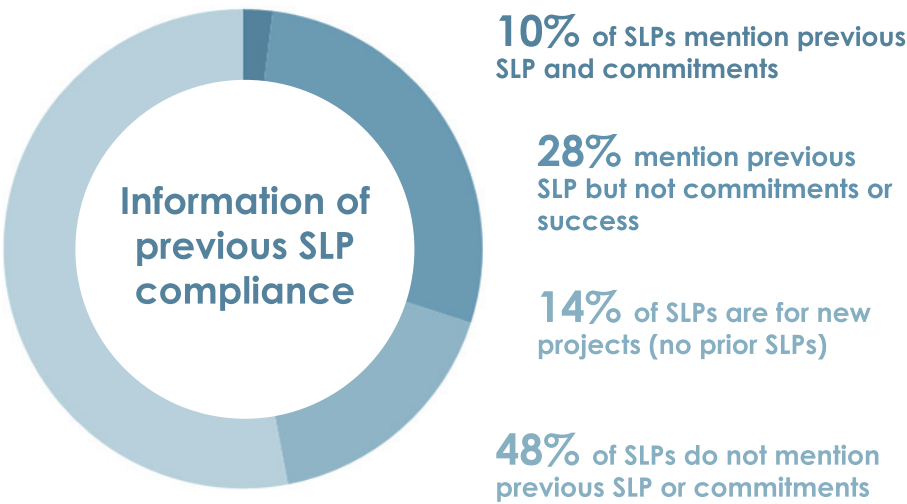 Information of
previous SLP
compliance
10% of SLPs mention previous
SLP and commitments
28% mention previous
SLP but not commitments or
success
14% of SLPs are for new
projects (no prior SLPs)
48% of SLPs do not mention
previous SLP or commitments